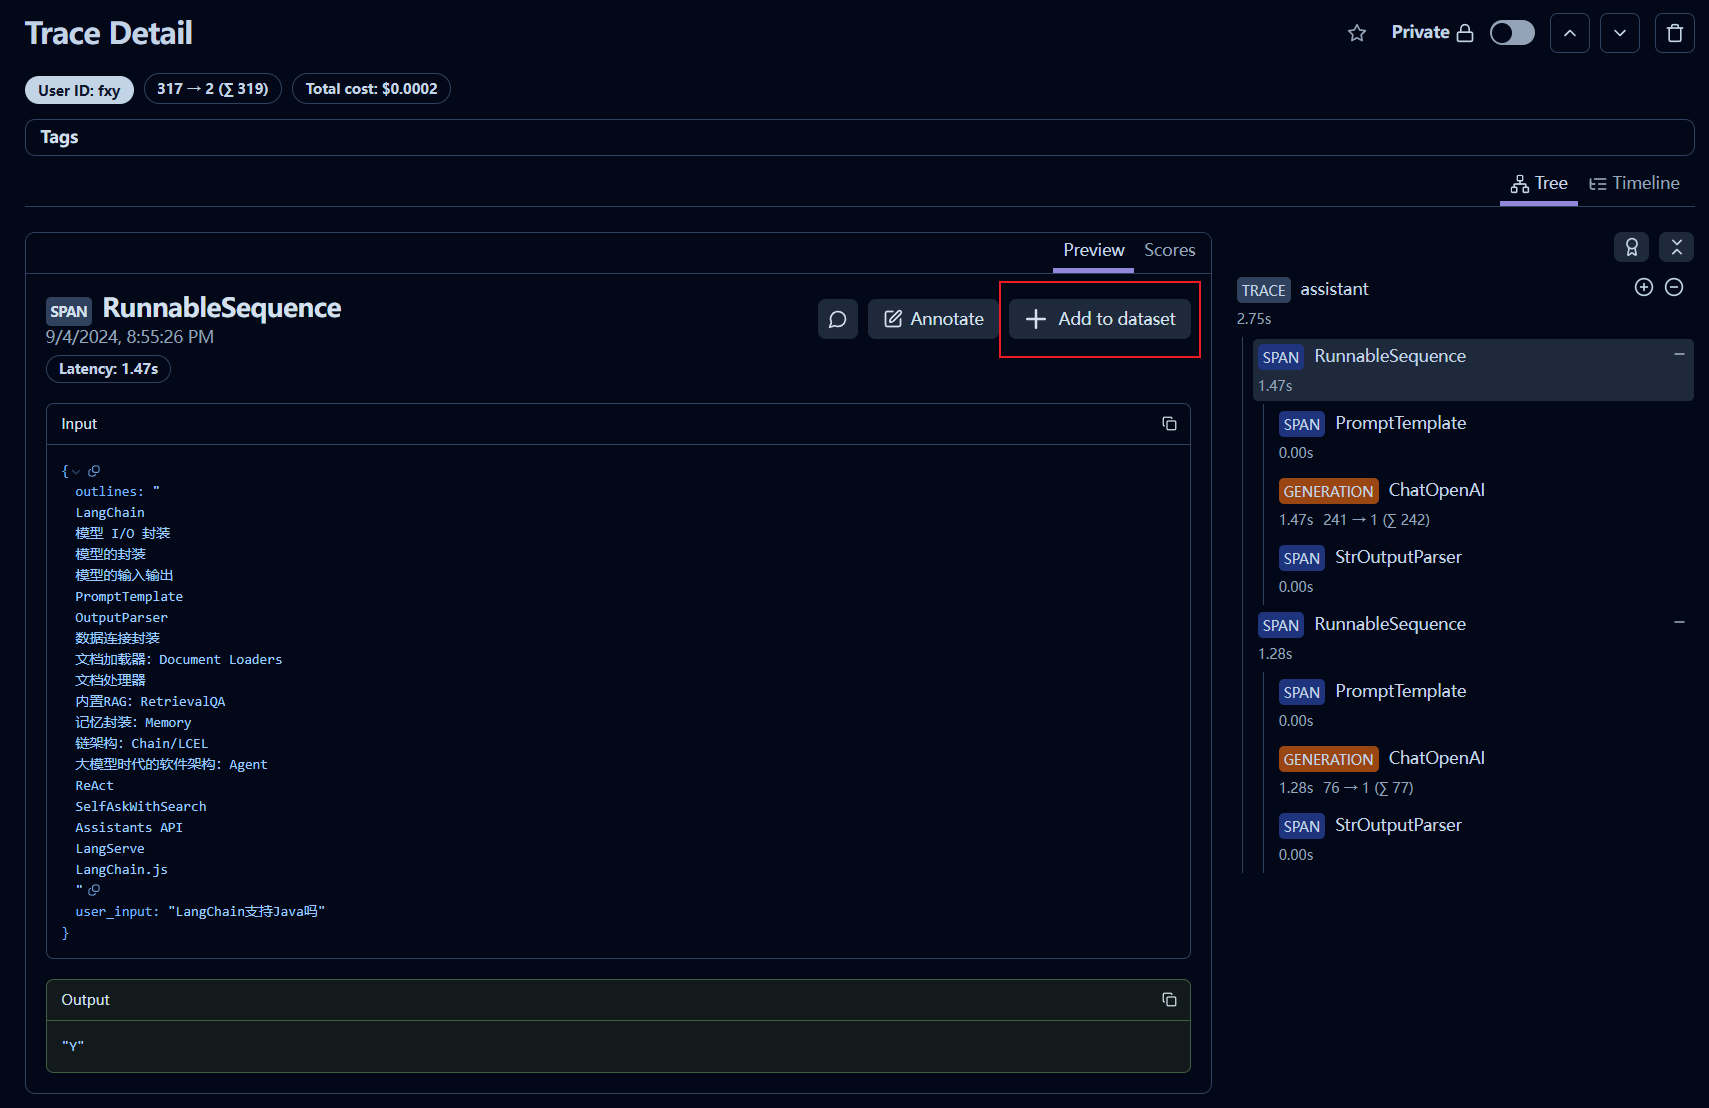 Trace Detail
Private
User ID: fxy
317 → 2 (∑ 319)
Total cost: $0.0002
Tags
Tree
Timeline
Preview
Scores
SPAN RunnableSequence
9/4/2024, 8:55:26 PM
Latency: 1.47s
Annotate
Add to dataset
Input
{
outlines: "
LangChain
模型 I/O 封装
模型的封装
模型的输入输出
PromptTemplate
OutputParser
数据连接封装
文档加载器：Document Loaders
文档处理器
内置RAG：RetrievalQA
记忆封装：Memory
链架构：Chain/LCEL
大模型时代的软件架构：Agent
ReAct
SelfAskWithSearch
Assistants API
LangServe
LangChain.js
"
user_input: "LangChain支持Java吗"
}
Output
"Y"
TRACE assistant
2.75s
SPAN RunnableSequence
1.47s
SPAN PromptTemplate
0.00s
GENERATION ChatOpenAI
1.47s 241 → 1 (∑ 242)
SPAN StrOutputParser
0.00s
SPAN RunnableSequence
1.28s
SPAN PromptTemplate
0.00s
GENERATION ChatOpenAI
1.28s 76 → 1 (∑ 77)
SPAN StrOutputParser
0.00s